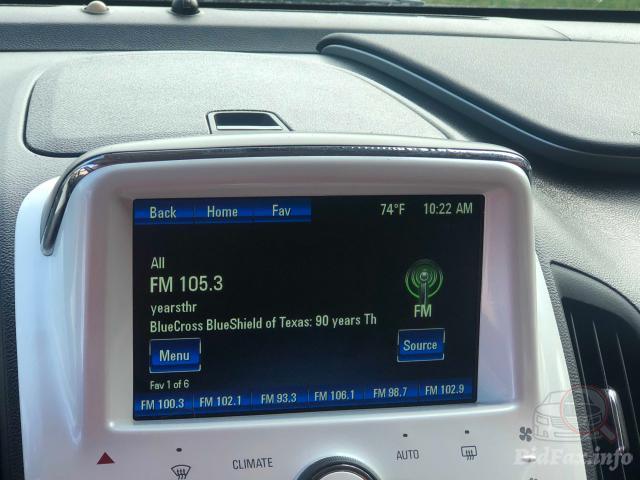 Back Home Fav 74°F 10:22 AM
All
FM 105.3
yearsthr
BlueCross BlueShield of Texas: 90 years Th
FM
Menu
Source
Fav 1 of 6
FM 100.3 FM 102.1 FM 93.3 FM 106.1 FM 98.7 FM 102.9
CLIMATE
AUTO
BidFax.info